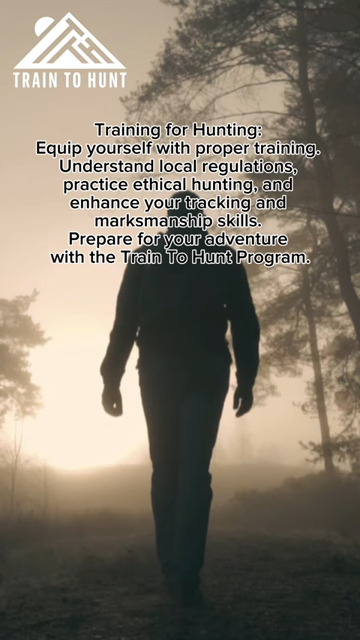 TRAIN TO HUNT
Training for Hunting:
Equip yourself with proper training.
Understand local regulations,
practice ethical hunting, and
enhance your tracking and
marksmanship skills.
Prepare for your adventure
with the Train To Hunt Program.